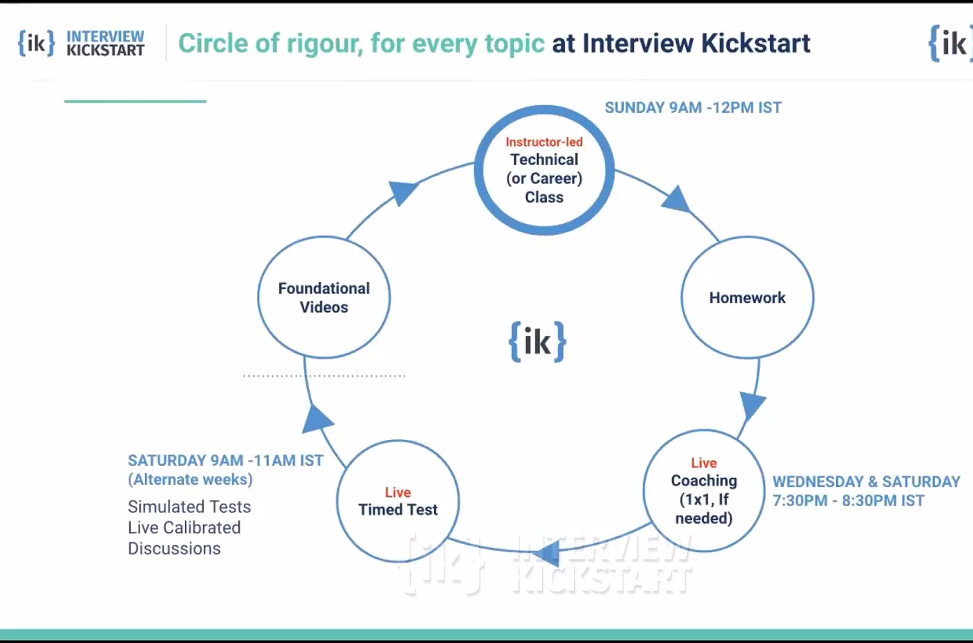 {ik} INTERVIEW
KICKSTART
Circle of rigour, for every topic at Interview Kickstart
{ik
SUNDAY 9AM -12PM IST
Instructor-led
Technical
(or Career)
Class
Foundational
Videos
Homework
{ik}
SATURDAY 9AM -11AM IST
(Alternate weeks)
Simulated Tests
Live Calibrated
Discussions
Live
Timed Test
Live
Coaching
(1x1, If
needed)
WEDNESDAY & SATURDAY
7:30PM - 8:30PM IST
{ik} INTERVIEW
KICKSTART